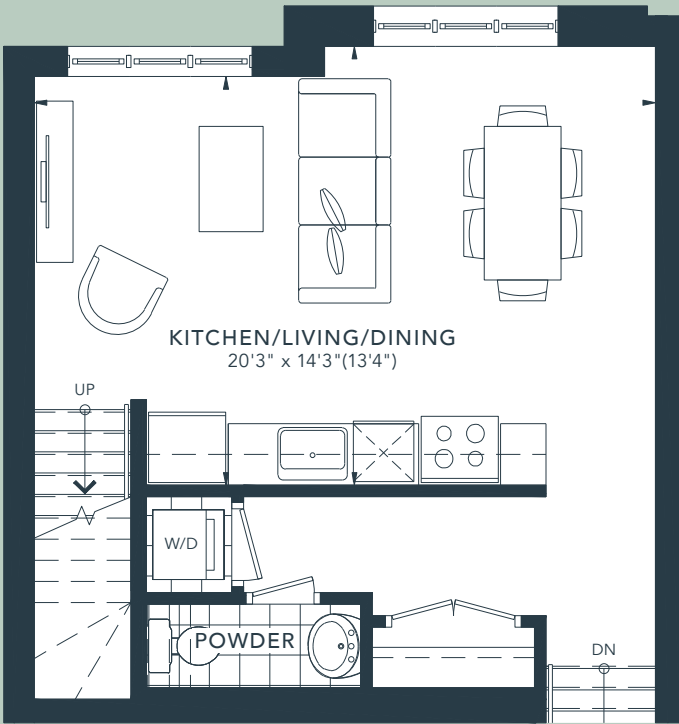 KITCHEN/LIVING/DINING
20'3" x 14'3"(13'4")
UP
W/D
POWDER
DN